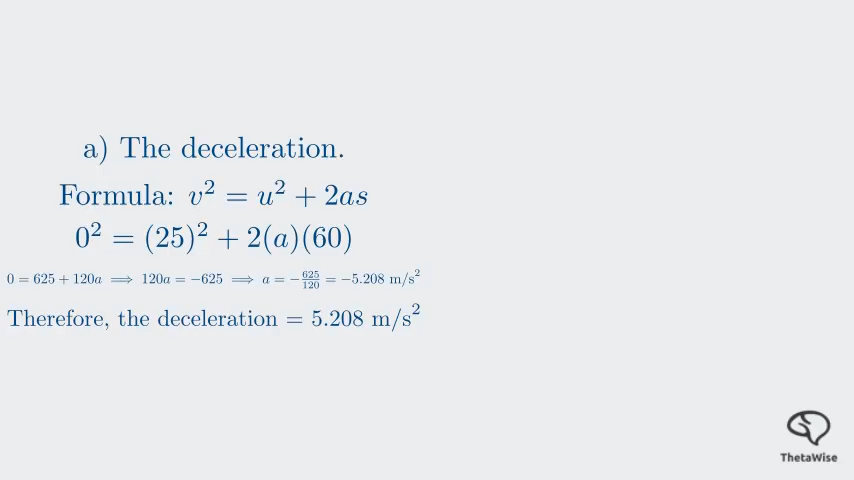 a) The deceleration.
Formula: v² = u² + 2as
0² = (25)² + 2(a)(60)
0 = 625 + 120a ⟹ 120a = −625 ⟹ a = −625/120 = −5.208 m/s²
Therefore, the deceleration = 5.208 m/s²
ThetaWise